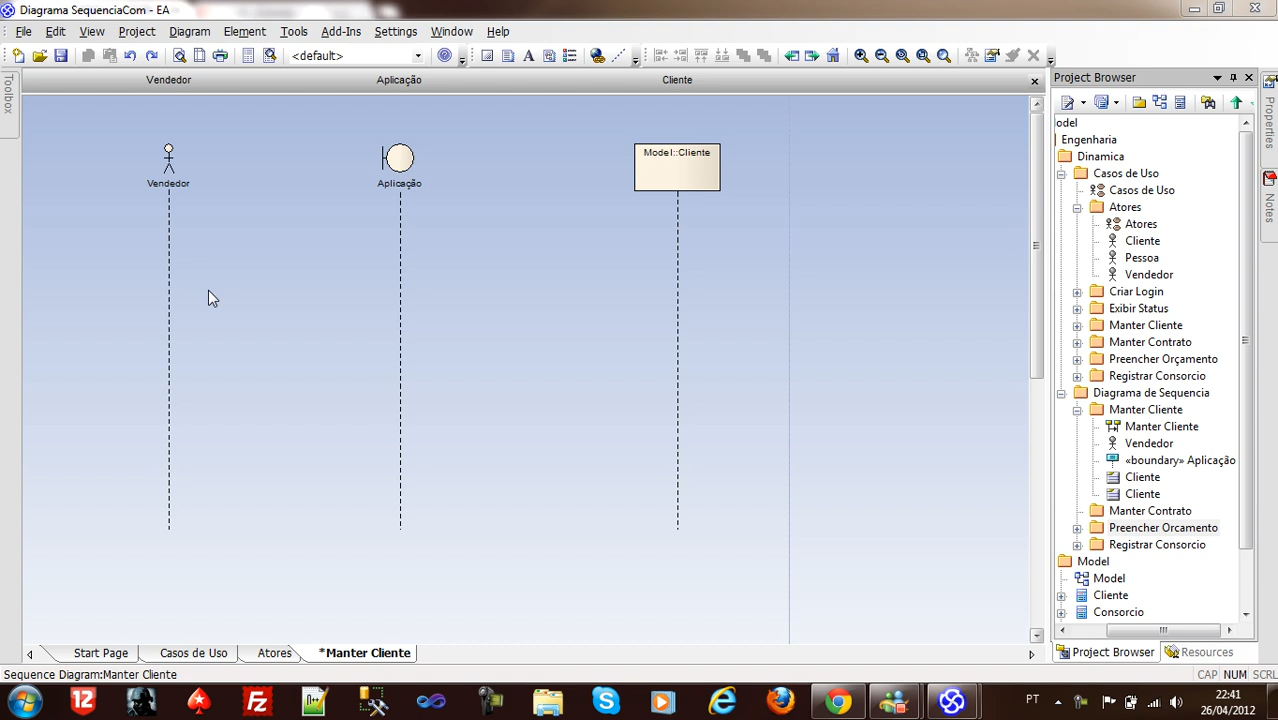 Diagrama SequenciaCom - EA
File Edit View Project Diagram Element Tools Add-Ins Settings Window Help
<default>
Vendedor Aplicação Cliente
Toolbox
Vendedor
Aplicação
Model::Cliente
Project Browser
odel
Engenharia
Dinamica
Casos de Uso
Casos de Uso
Atores
Atores
Cliente
Pessoa
Vendedor
Criar Login
Exibir Status
Manter Cliente
Manter Contrato
Preencher Orçamento
Registrar Consorcio
Diagrama de Sequencia
Manter Cliente
Manter Cliente
Vendedor
«boundary» Aplicação
Cliente
Cliente
Manter Contrato
Preencher Orcamento
Registrar Consorcio
Model
Model
Cliente
Consorcio
Properties
Notes
Start Page Casos de Uso Atores *Manter Cliente
Project Browser Resources
Sequence Diagram:Manter Cliente
CAP NUM SCRL
12
PT
22:41
26/04/2012